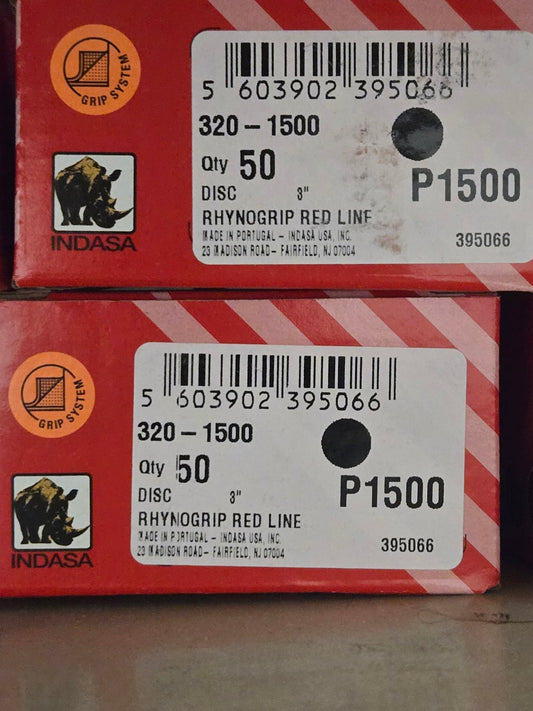 GRIP SYSTEM
INDASA
5 603902 395066
320-1500
Qty 50
DISC 3"
P1500
RHYNOGRIP RED LINE
MADE IN PORTUGAL - INDASA USA, INC.
23 MADISON ROAD- FAIRFIELD, NJ 07004
395066
GRIP SYSTEM
INDASA
5 603902 395066
320-1500
Qty 50
DISC 3"
P1500
RHYNOGRIP RED LINE
MADE IN PORTUGAL - INDASA USA, INC.
23 MADISON ROAD- FAIRFIELD, NJ 07004
395066